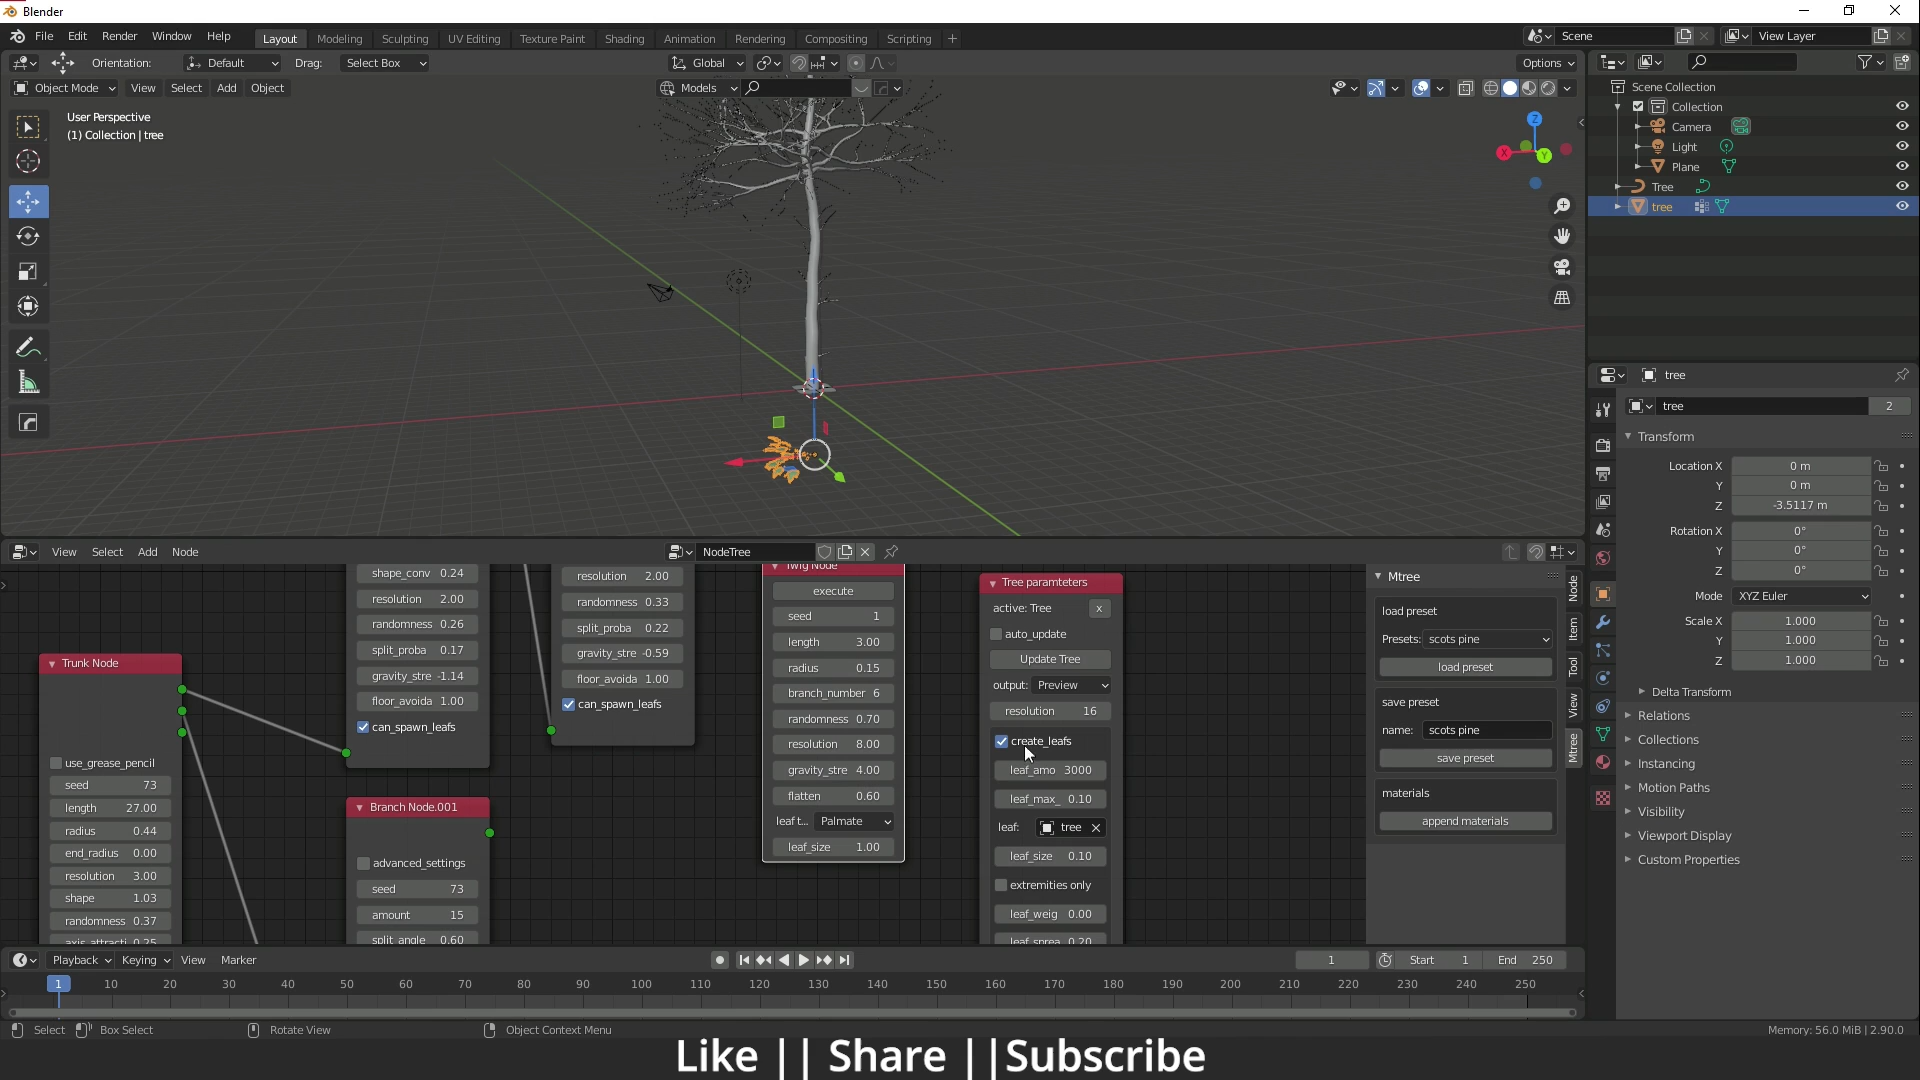 Blender
File Edit Render Window Help Layout Modeling Sculpting UV Editing Texture Paint Shading Animation Rendering Compositing Scripting + Scene View Layer
Orientation: Default Drag: Select Box Global Options
Object Mode View Select Add Object Models
User Perspective
(1) Collection | tree
Z
X
Y
Scene Collection
Collection
Camera
Light
Plane
Tree
tree
tree
tree 2
Transform
Location X 0 m
Y 0 m
Z -3.5117 m
Rotation X 0°
Y 0°
Z 0°
Mode XYZ Euler
Scale X 1.000
Y 1.000
Z 1.000
Delta Transform
Relations
Collections
Instancing
Motion Paths
Visibility
Viewport Display
Custom Properties
View Select Add Node NodeTree
Trunk Node
use_grease_pencil
seed 73
length 27.00
radius 0.44
end_radius 0.00
resolution 3.00
shape 1.03
randomness 0.37
axis_attracti 0.25
shape_conv 0.24
resolution 2.00
randomness 0.26
split_proba 0.17
gravity_stre -1.14
floor_avoida 1.00
can_spawn_leafs
Branch Node.001
advanced_settings
seed 73
amount 15
split_angle 0.60
resolution 2.00
randomness 0.33
split_proba 0.22
gravity_stre -0.59
floor_avoida 1.00
can_spawn_leafs
Twig Node
execute
seed 1
length 3.00
radius 0.15
branch_number 6
randomness 0.70
resolution 8.00
gravity_stre 4.00
flatten 0.60
leaf t... Palmate
leaf_size 1.00
Tree paramteters
active: Tree x
auto_update
Update Tree
output: Preview
resolution 16
create_leafs
leaf_amo 3000
leaf_max_ 0.10
leaf: tree
leaf_size 0.10
extremities only
leaf_weig 0.00
leaf_sprea 0.20
Mtree
load preset
Presets: scots pine
load preset
save preset
name: scots pine
save preset
materials
append materials
Node
Item
Tool
View
Mtree
Playback Keying View Marker 1 Start 1 End 250
1 10 20 30 40 50 60 70 80 90 100 110 120 130 140 150 160 170 180 190 200 210 220 230 240 250
Select Box Select Rotate View Object Context Menu Memory: 56.0 MiB | 2.90.0
Like || Share ||Subscribe